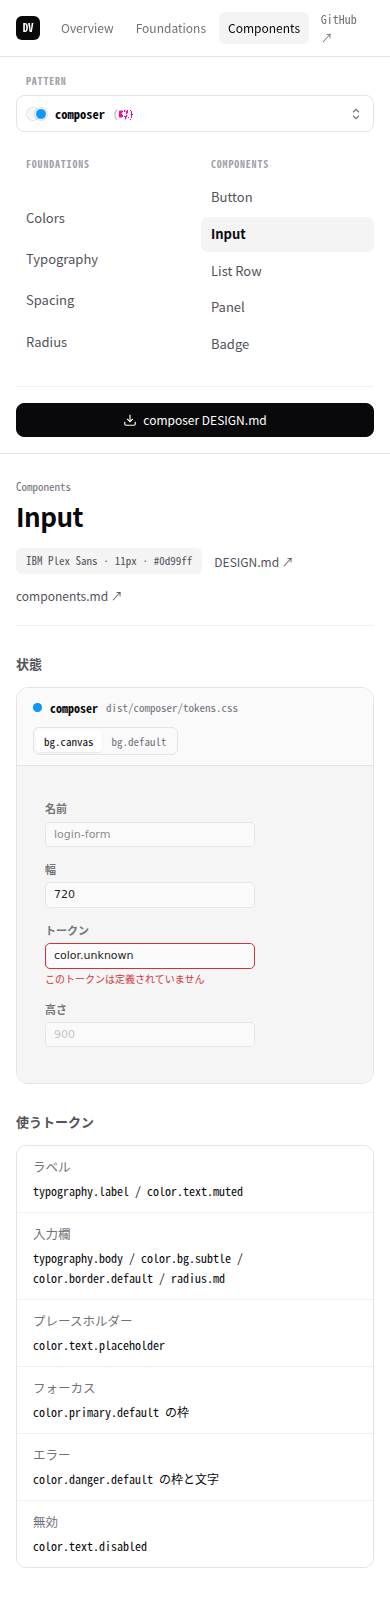 DV
Overview
Foundations
Components
GitHub ↗
PATTERN
composer
FOUNDATIONS
Colors
Typography
Spacing
Radius
COMPONENTS
Button
Input
List Row
Panel
Badge
composer DESIGN.md
Components
Input
IBM Plex Sans · 11px · #0d99ff
DESIGN.md ↗
components.md ↗
状態
composer dist/composer/tokens.css
bg.canvas bg.default
名前
login-form
幅
720
トークン
color.unknown
このトークンは定義されていません
高さ
900
使うトークン
ラベル
typography.label / color.text.muted
入力欄
typography.body / color.bg.subtle /
color.border.default / radius.md
プレースホルダー
color.text.placeholder
フォーカス
color.primary.default の枠
エラー
color.danger.default の枠と文字
無効
color.text.disabled